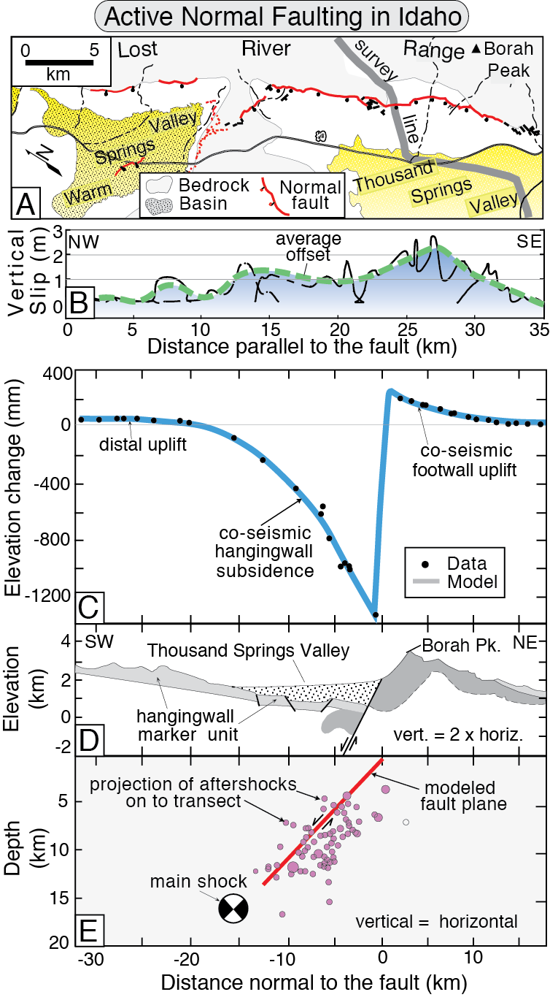 Active Normal Faulting in Idaho
0 5
km
Lost River Range
▲Borah
Peak
survey
line
N
Valley
Springs
Warm
Thousand
Springs
Valley
Bedrock
Basin
Normal
fault
A
Vertical
Slip (m)
3
2
1
0
NW
average
offset
SE
B
0 5 10 15 20 25 30 35
Distance parallel to the fault (km)
Elevation change (mm)
400
0
-400
-800
-1200
distal uplift
co-seismic
footwall uplift
co-seismic
hangingwall
subsidence
Data
Model
C
Elevation
(km)
4
2
0
-2
SW
Thousand Springs Valley
Borah Pk.
NE
hangingwall
marker unit
vert. = 2 x horiz.
D
Depth
(km)
5
10
15
20
projection of aftershocks
on to transect
modeled
fault plane
main shock
vertical = horizontal
E
-30 -20 -10 0 10
Distance normal to the fault (km)